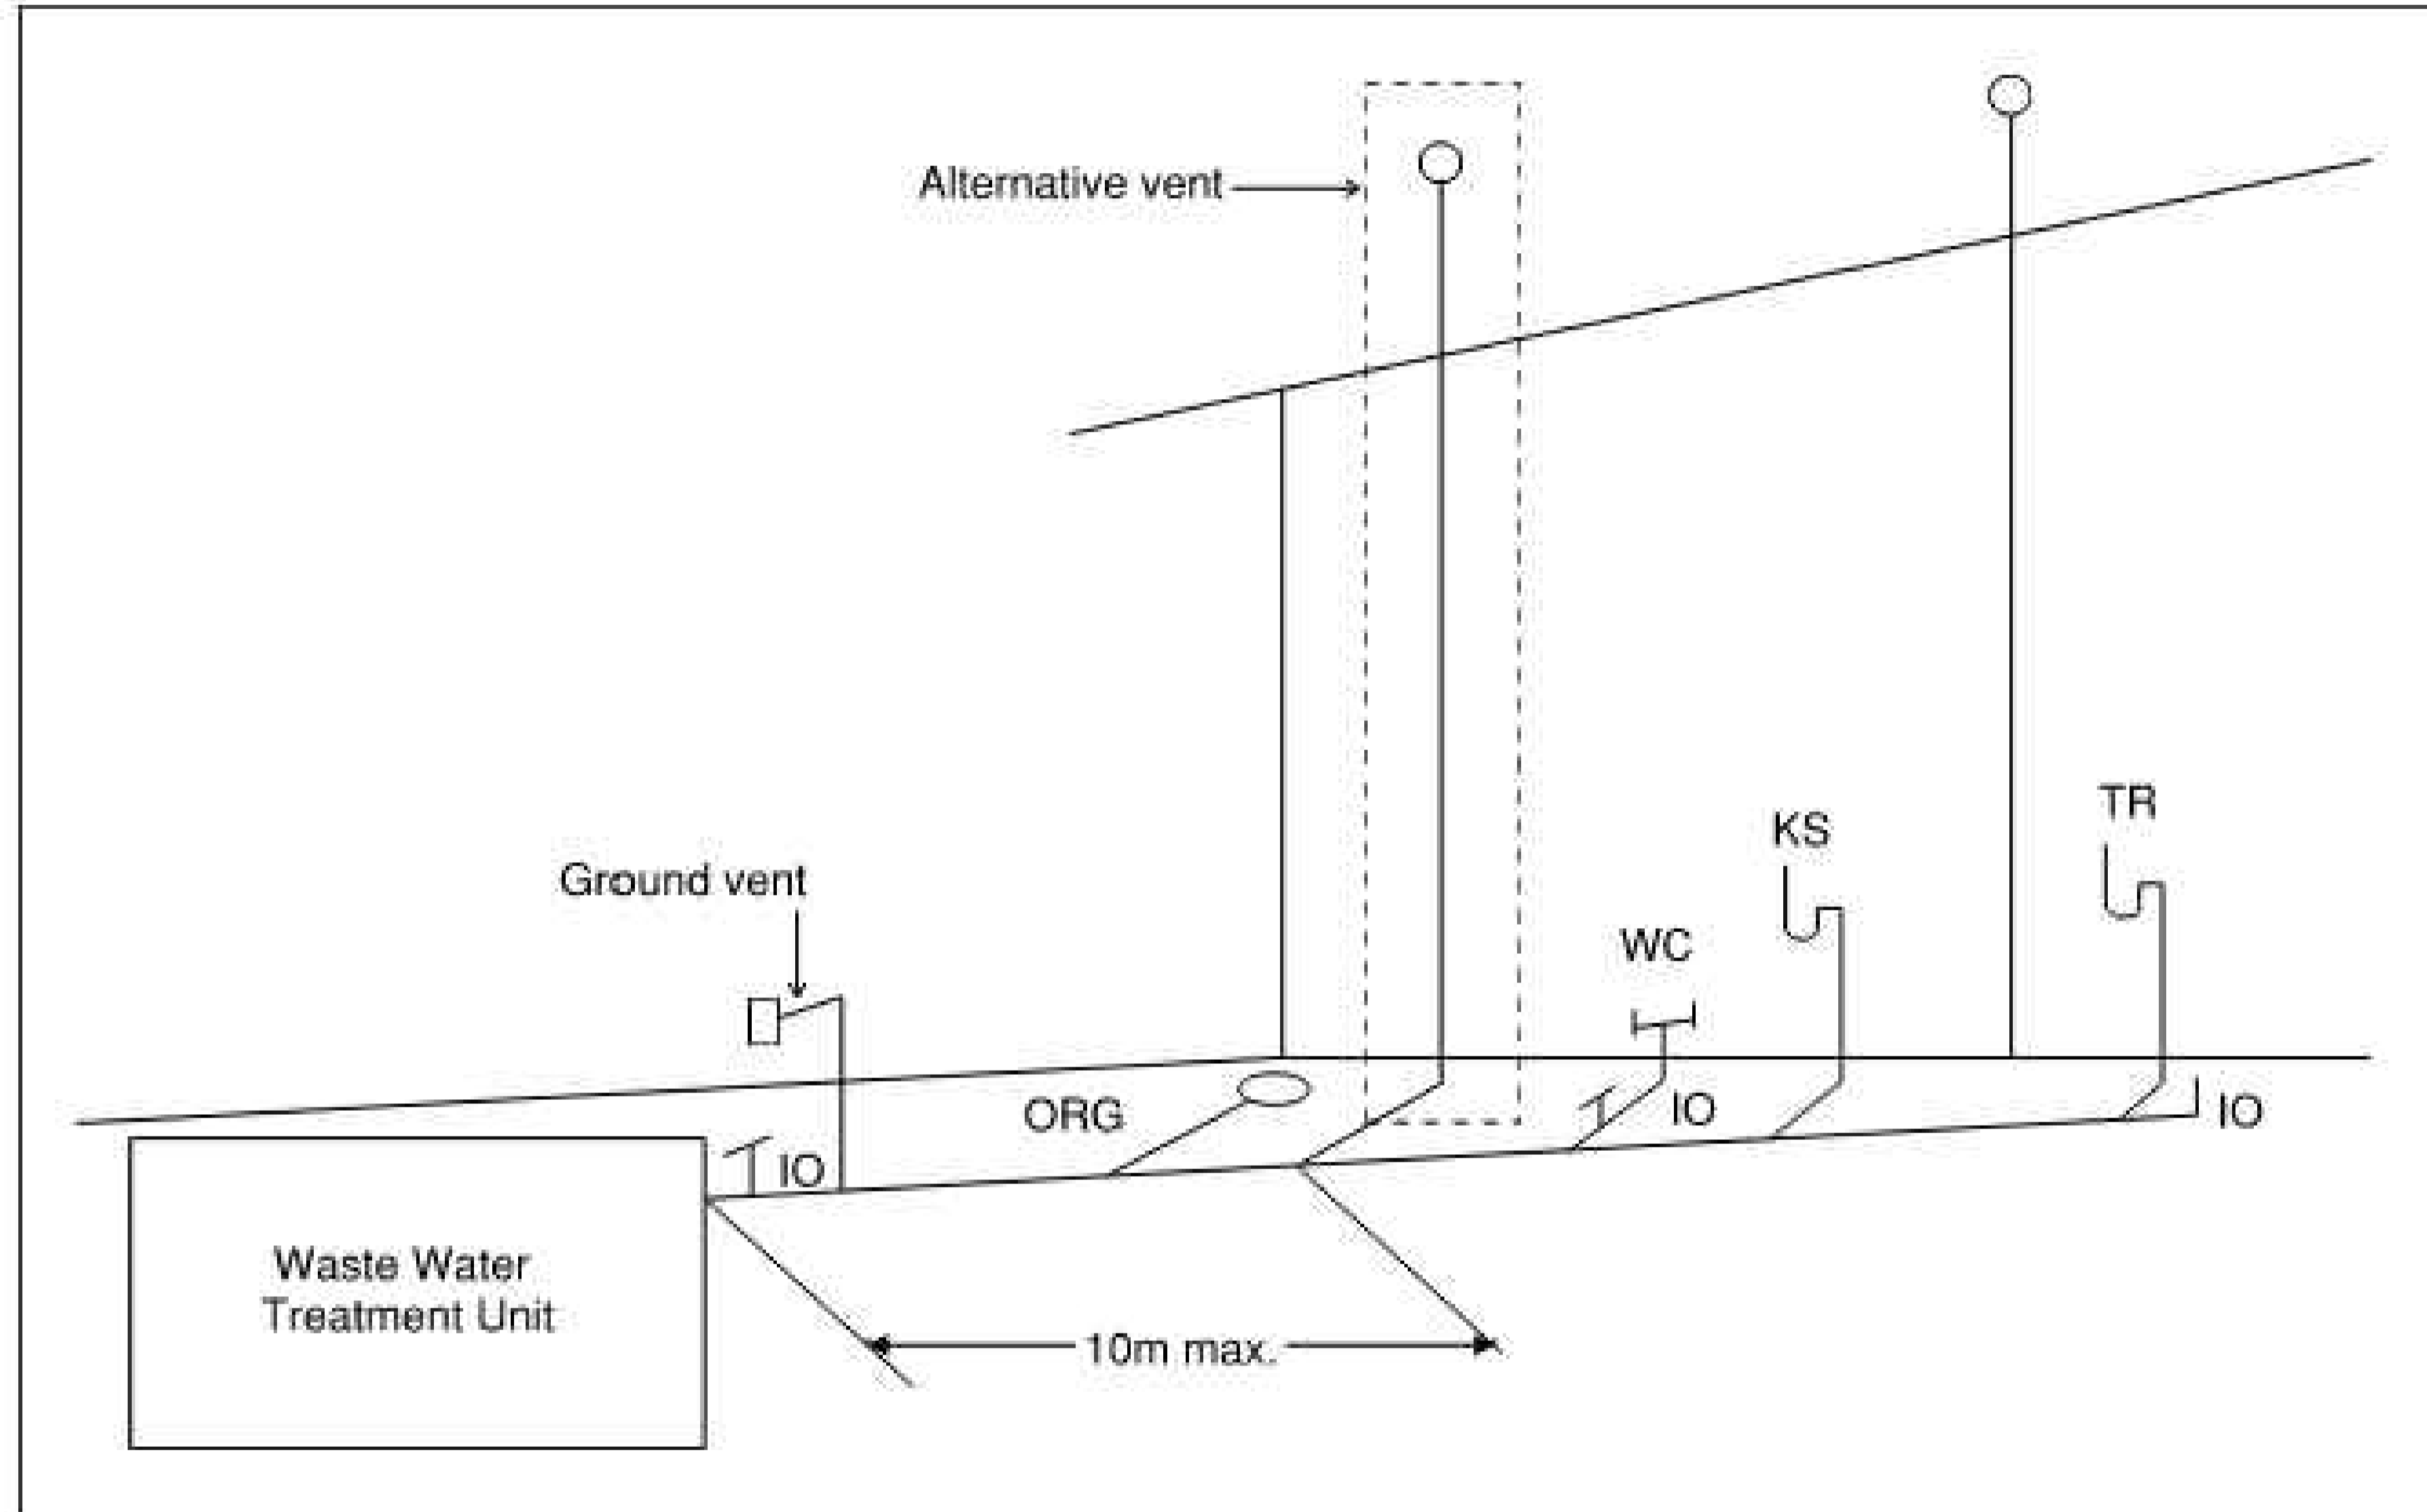 Alternative vent
TR
KS
Ground vent
WC
ORG
IO
IO
IO
Waste Water
Treatment Unit
10m max.